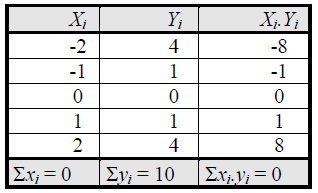 Xi Yi Xi.Yi
-2 4 -8
-1 1 -1
0 0 0
1 1 1
2 4 8
Σxi = 0 Σyi = 10 Σxi.yi = 0